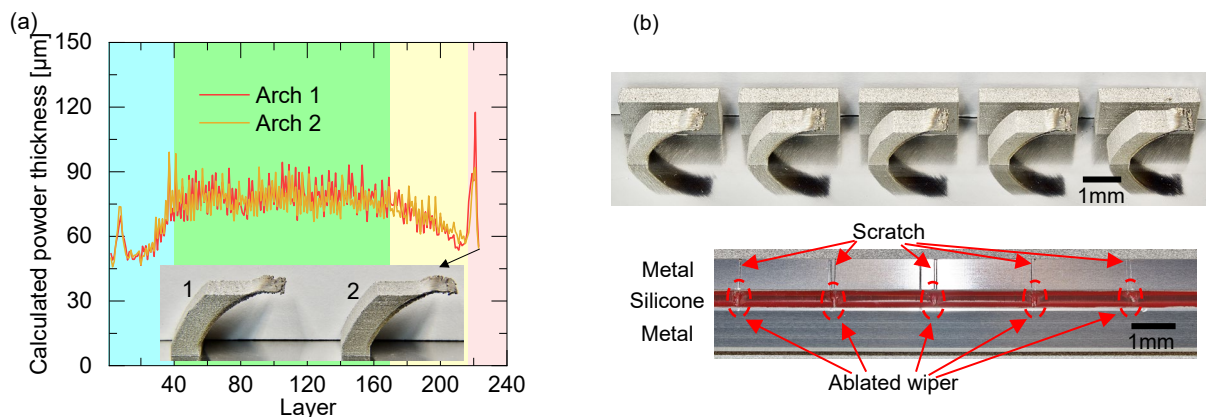 (a)
150
120
90
60
30
0
Calculated powder thickness [µm]
Arch 1
Arch 2
1
2
40
80
120
160
200
240
Layer
(b)
1mm
Scratch
Metal
Silicone
Metal
1mm
Ablated wiper